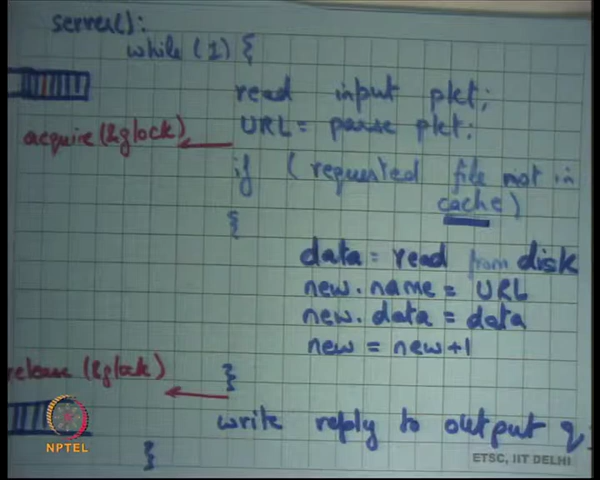 server():
while (1) {
read input pkt;
URL = parse pkt;
acquire (&glock)
if (requested file not in
cache)
{
data = read from disk
new.name = URL
new.data = data
new = new+1
release (&glock)
}
write reply to output q
}
NPTEL
ETSC, IIT DELHI